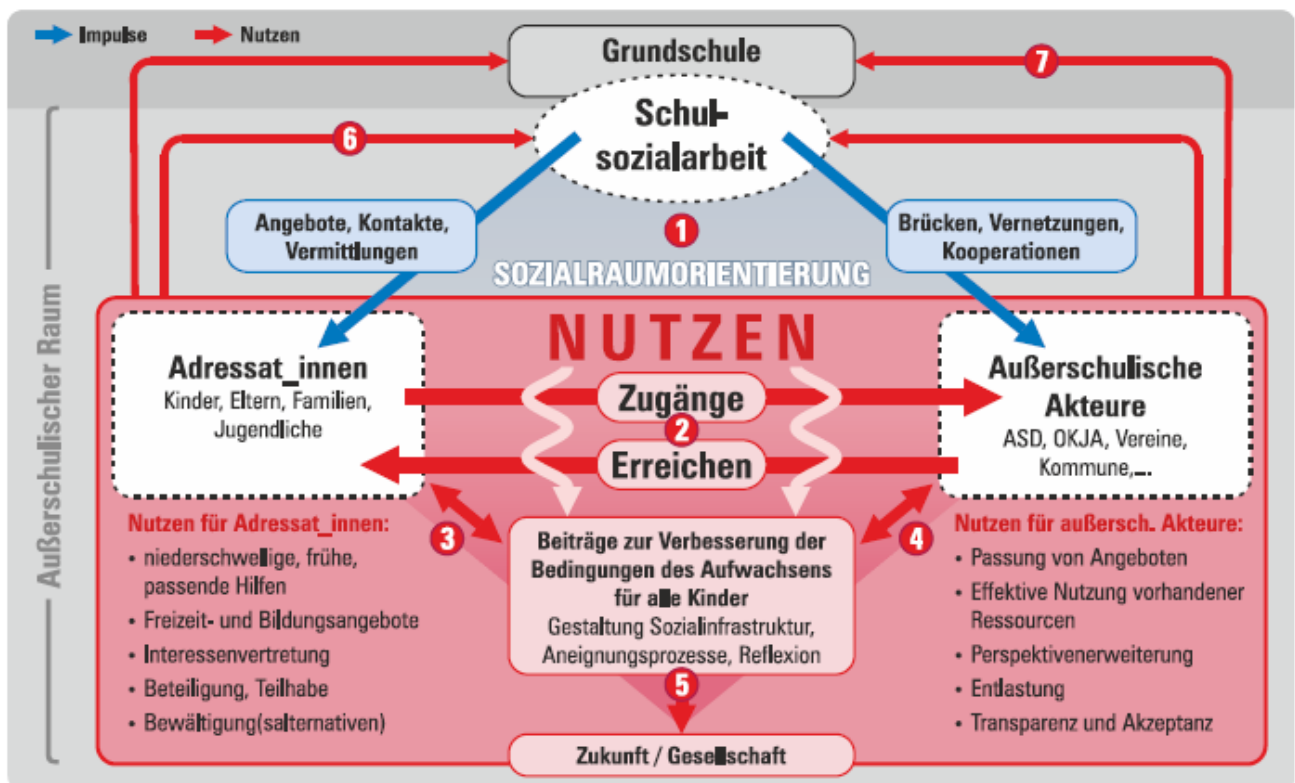 Impulse
Nutzen
Grundschule
7
Schul-
sozialarbeit
6
Angebote, Kontakte,
Vermittlungen
1
Brücken, Vernetzungen,
Kooperationen
SOZIALRAUMORIENTIERUNG
Außerschulischer Raum
NUTZEN
Adressat_innen
Kinder, Eltern, Familien,
Jugendliche
Zugänge
2
Erreichen
Außerschulische
Akteure
ASD, OKJA, Vereine,
Kommune,...
Nutzen für Adressat_innen:
• niederschwellige, frühe,
passende Hilfen
• Freizeit- und Bildungsangebote
• Interessenvertretung
• Beteiligung, Teilhabe
• Bewältigung(salternativen)
3
Beiträge zur Verbesserung der
Bedingungen des Aufwachsens
für alle Kinder
Gestaltung Sozialinfrastruktur,
Aneignungsprozesse, Reflexion
4
Nutzen für außersch. Akteure:
• Passung von Angeboten
• Effektive Nutzung vorhandener
Ressourcen
• Perspektivenerweiterung
• Entlastung
• Transparenz und Akzeptanz
5
Zukunft / Gesellschaft